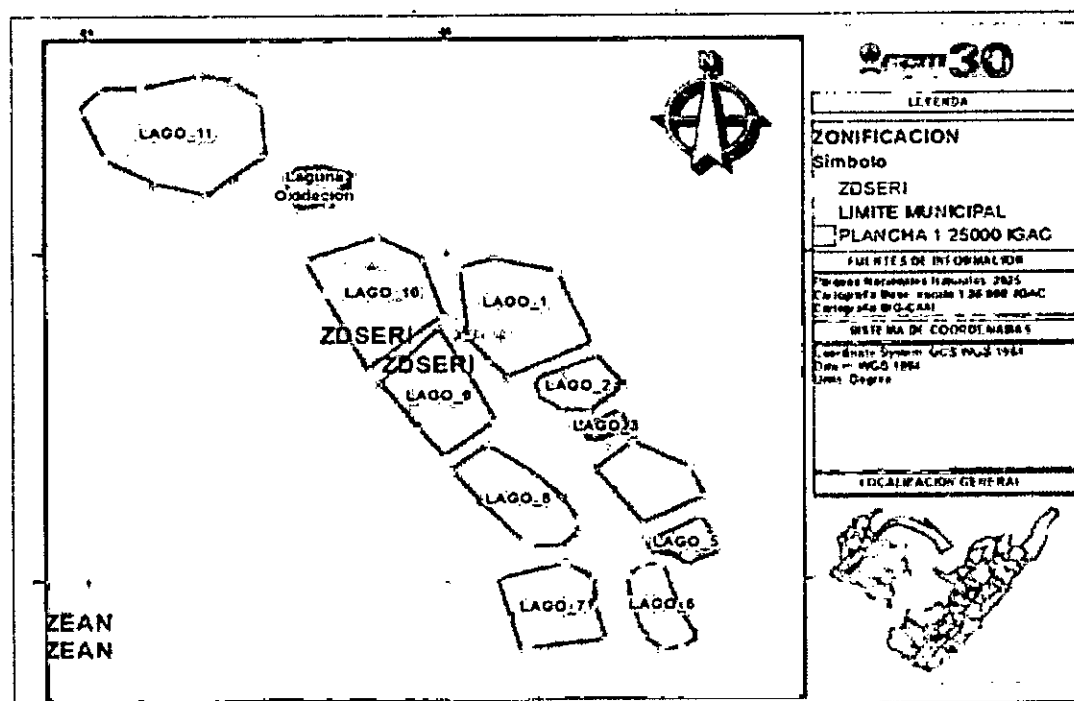 N
LAGO_11
Laguna
Oxidacion
LAGO_10
LAGO_1
ZDSERI
ZDSERI
LAGO_2
LAGO_9
LAGO_3
LAGO_8
LAGO_5
LAGO_7
LAGO_6
ZEAN
ZEAN
30
LEYENDA
ZONIFICACION
Simbolo
ZDSERI
LIMITE MUNICIPAL
PLANCHA 1 25000 IGAC
FUENTES DE INFORMACION
SISTEMA DE COORDENADAS
Coordinate System GCS WGS 1984
WGS 1984
Degree
LOCALIZACION GENERAL